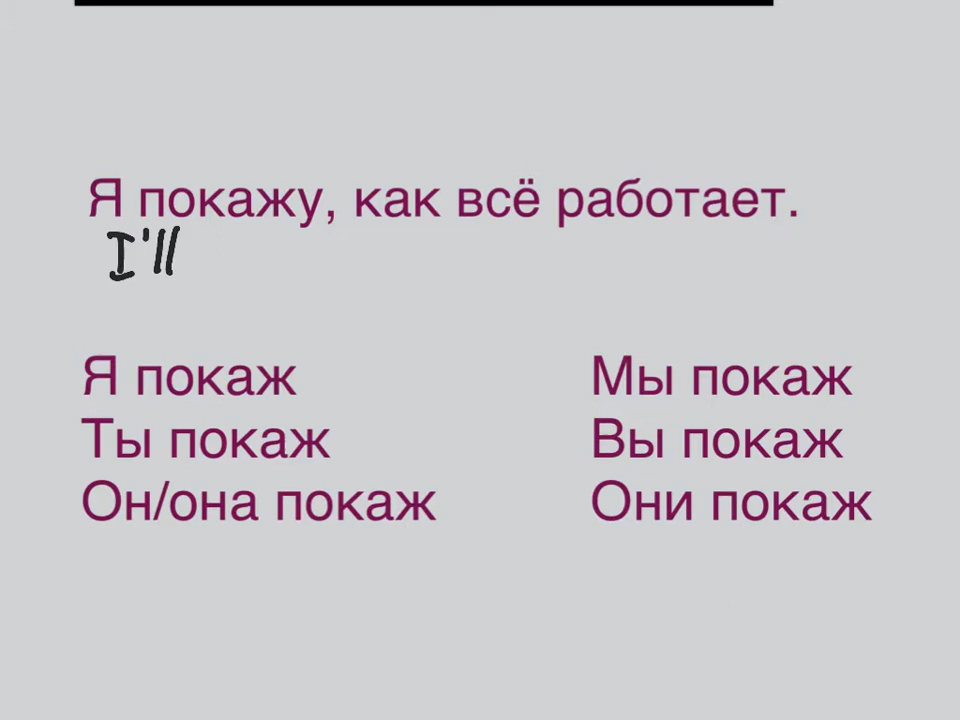 Я покажу, как всё работает.
I'll
Я покаж
Ты покаж
Он/она покаж
Мы покаж
Вы покаж
Они покаж